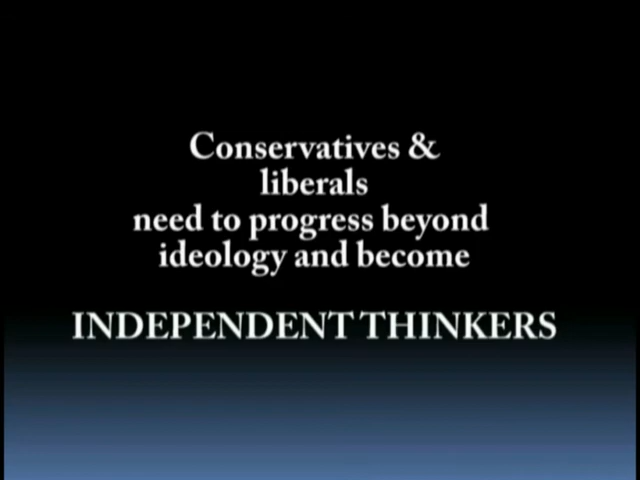 Conservatives &
liberals
need to progress beyond
ideology and become
INDEPENDENT THINKERS